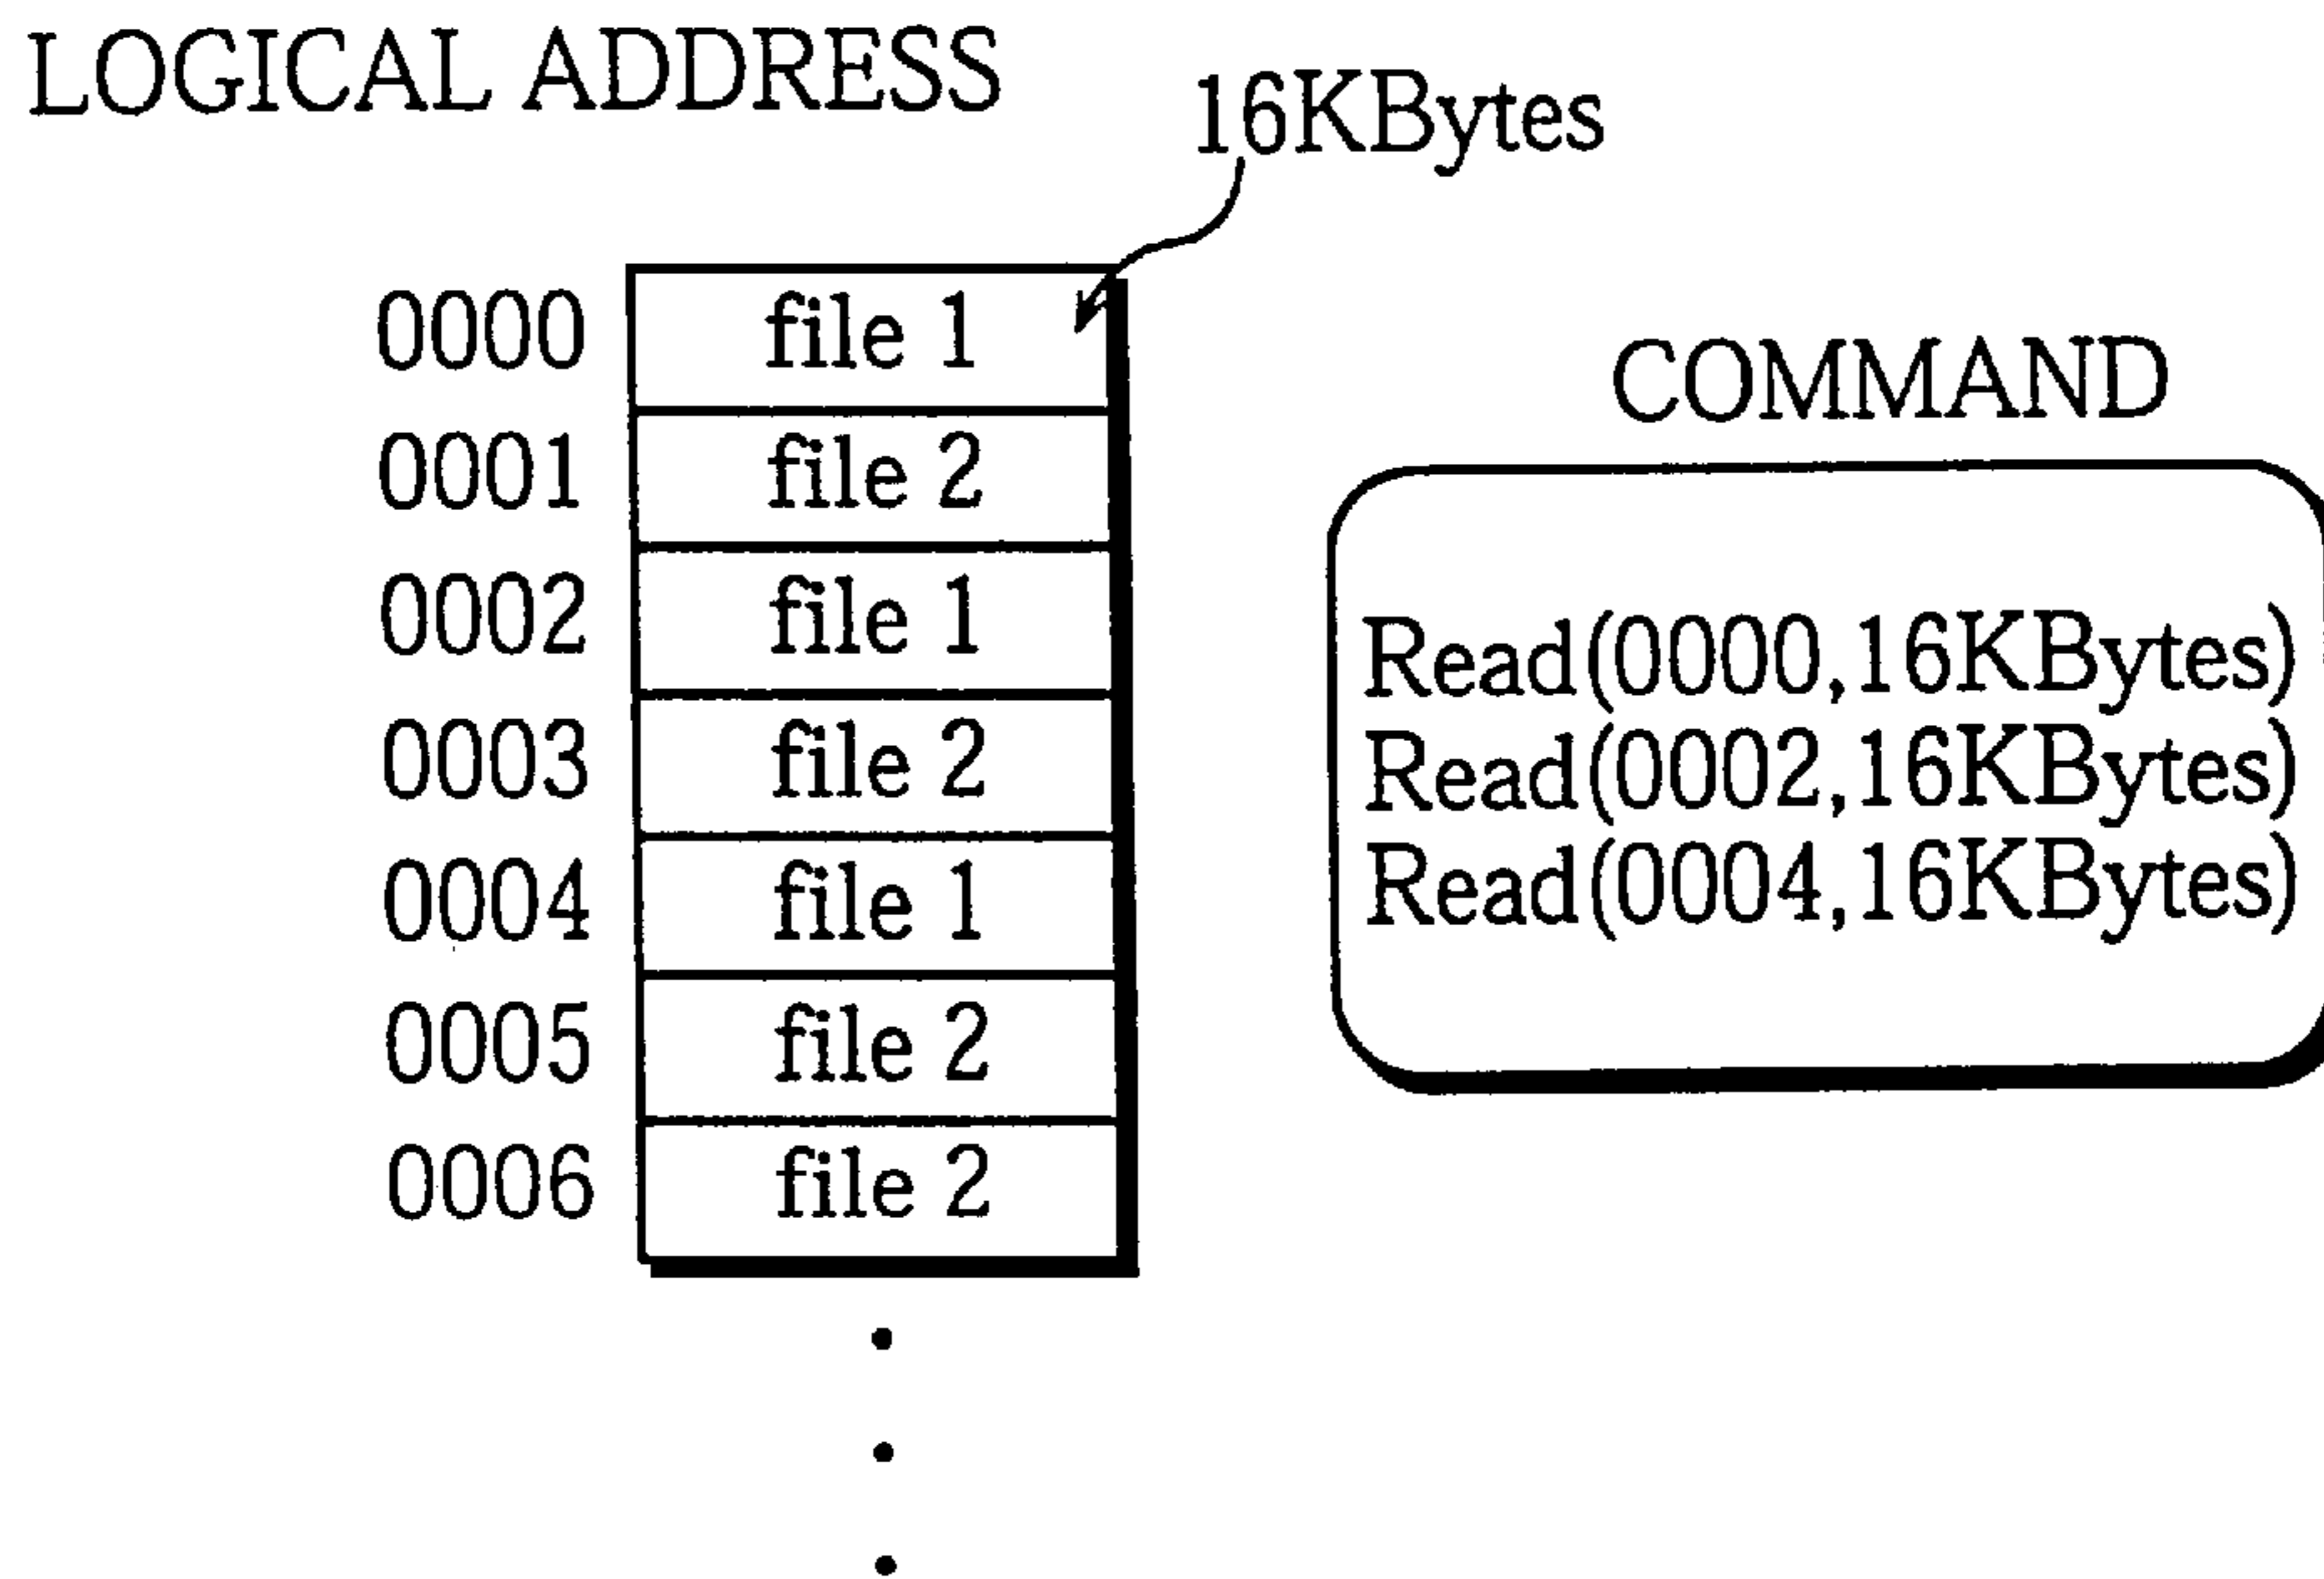 LOGICAL ADDRESS
16KBytes
0000 file 1
0001 file 2
0002 file 1
0003 file 2
0004 file 1
0005 file 2
0006 file 2
COMMAND
Read(0000,16KBytes)
Read(0002,16KBytes)
Read(0004,16KBytes)